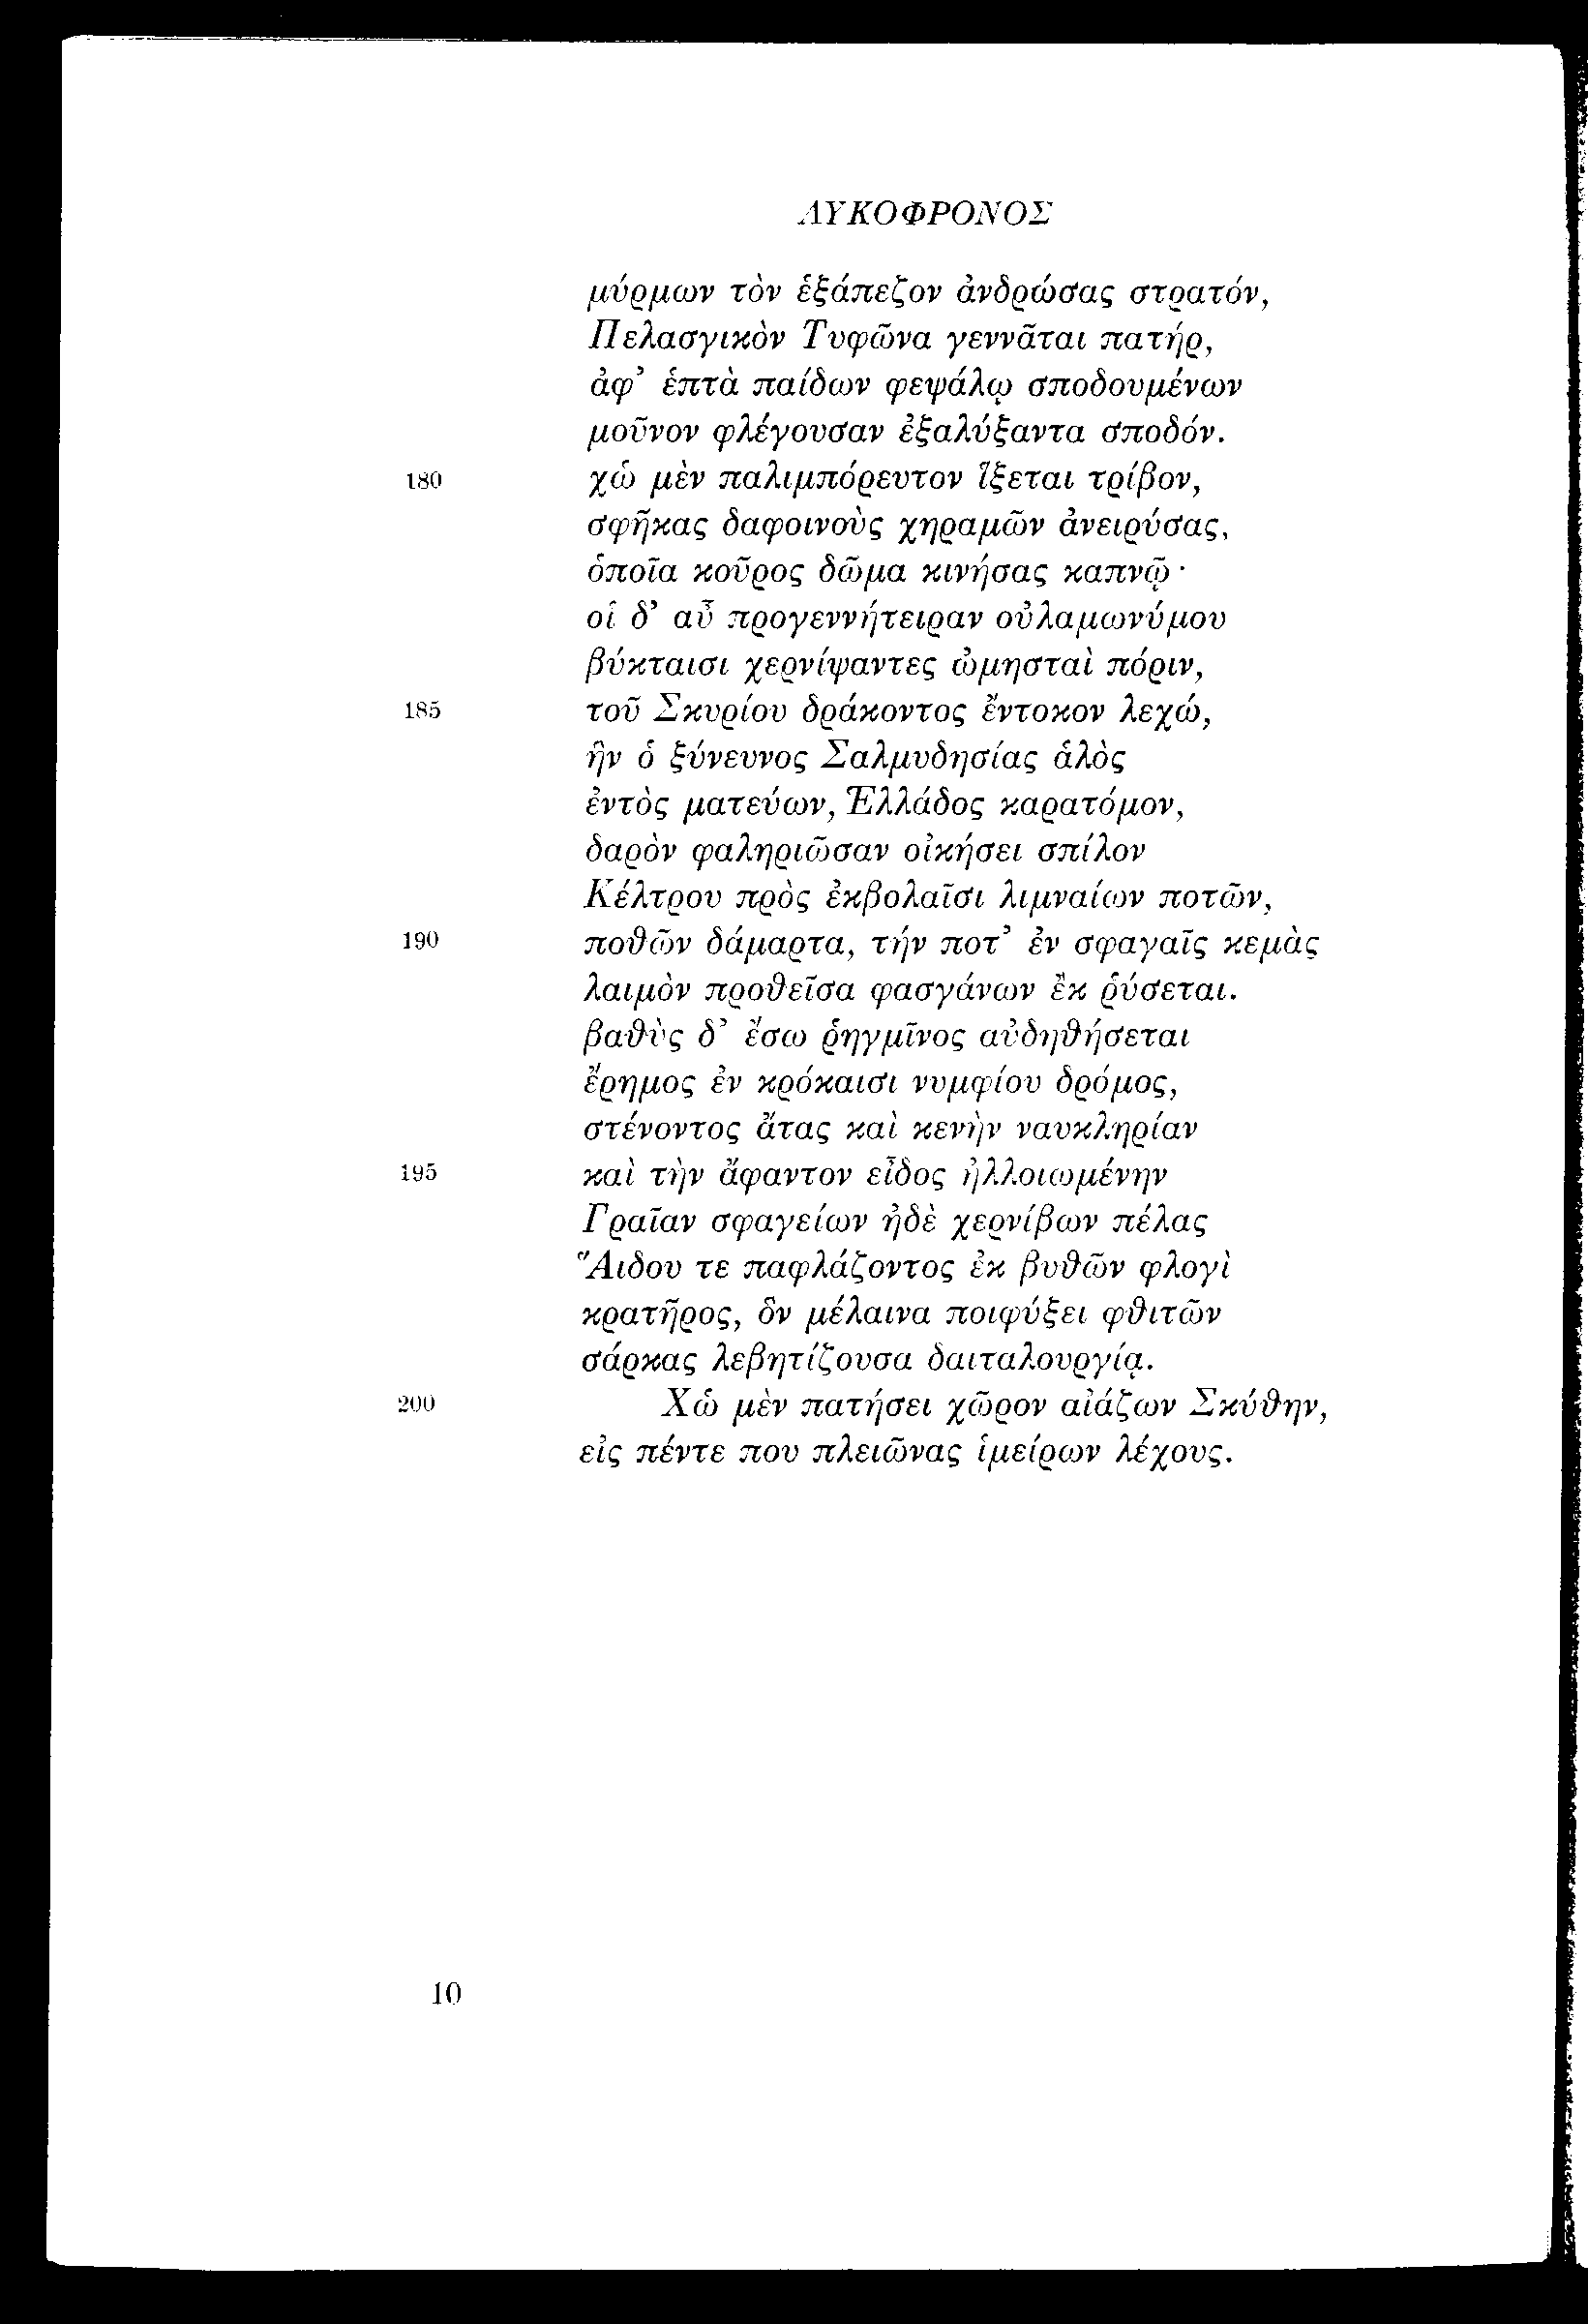 ΛΥΚΟΦΡΟΝΟΣ
μύρμων τὸν ἑξάπεζον ἀνδρώσας στρατόν,
Πελασγικὸν Τυφῶνα γεννᾶται πατήρ,
ἀφ’ ἑπτὰ παίδων φεψάλῳ σποδουμένων
μοῦνον φλέγουσαν ἐξαλύξαντα σποδόν.
180 χὠ μὲν παλιμπόρευτον ἵξεται τρίβον,
σφῆκας δαφοινοὺς χηραμῶν ἀνειρύσας,
ὁποῖα κοῦρος δῶμα κινήσας καπνῷ·
οἱ δ’ αὖ προγεννήτειραν οὐλαμωνύμου
βύκταισι χερνίψαντες ὠμησταὶ πόριν,
185 τοῦ Σκυρίου δράκοντος ἔντοκον λεχώ,
ἣν ὁ ξύνευνος Σαλμυδησίας ἁλὸς
ἐντὸς ματεύων, Ἑλλάδος καρατόμον,
δαρὸν φαληριῶσαν οἰκήσει σπίλον
Κέλτρου πρὸς ἐκβολαῖσι λιμναίων ποτῶν,
190 ποθῶν δάμαρτα, τήν ποτ’ ἐν σφαγαῖς κεμὰς
λαιμὸν προθεῖσα φασγάνων ἒκ ῥύσεται.
βαθὺς δ’ ἔσω ῥηγμῖνος αὐδηθήσεται
ἔρημος ἐν κρόκαισι νυμφίου δρόμος,
στένοντος ἄτας καὶ κενὴν ναυκληρίαν
195 καὶ τὴν ἄφαντον εἶδος ἠλλοιωμένην
Γραῖαν σφαγείων ἠδὲ χερνίβων πέλας
Ἅιδου τε παφλάζοντος ἐκ βυθῶν φλογὶ
κρατῆρος, ὃν μέλαινα ποιφύξει φθιτῶν
σάρκας λεβητίζουσα δαιταλουργίᾳ.
200 Χὠ μὲν πατήσει χῶρον αἰάζων Σκύθην,
εἰς πέντε που πλειῶνας ἱμείρων λέχους.
10